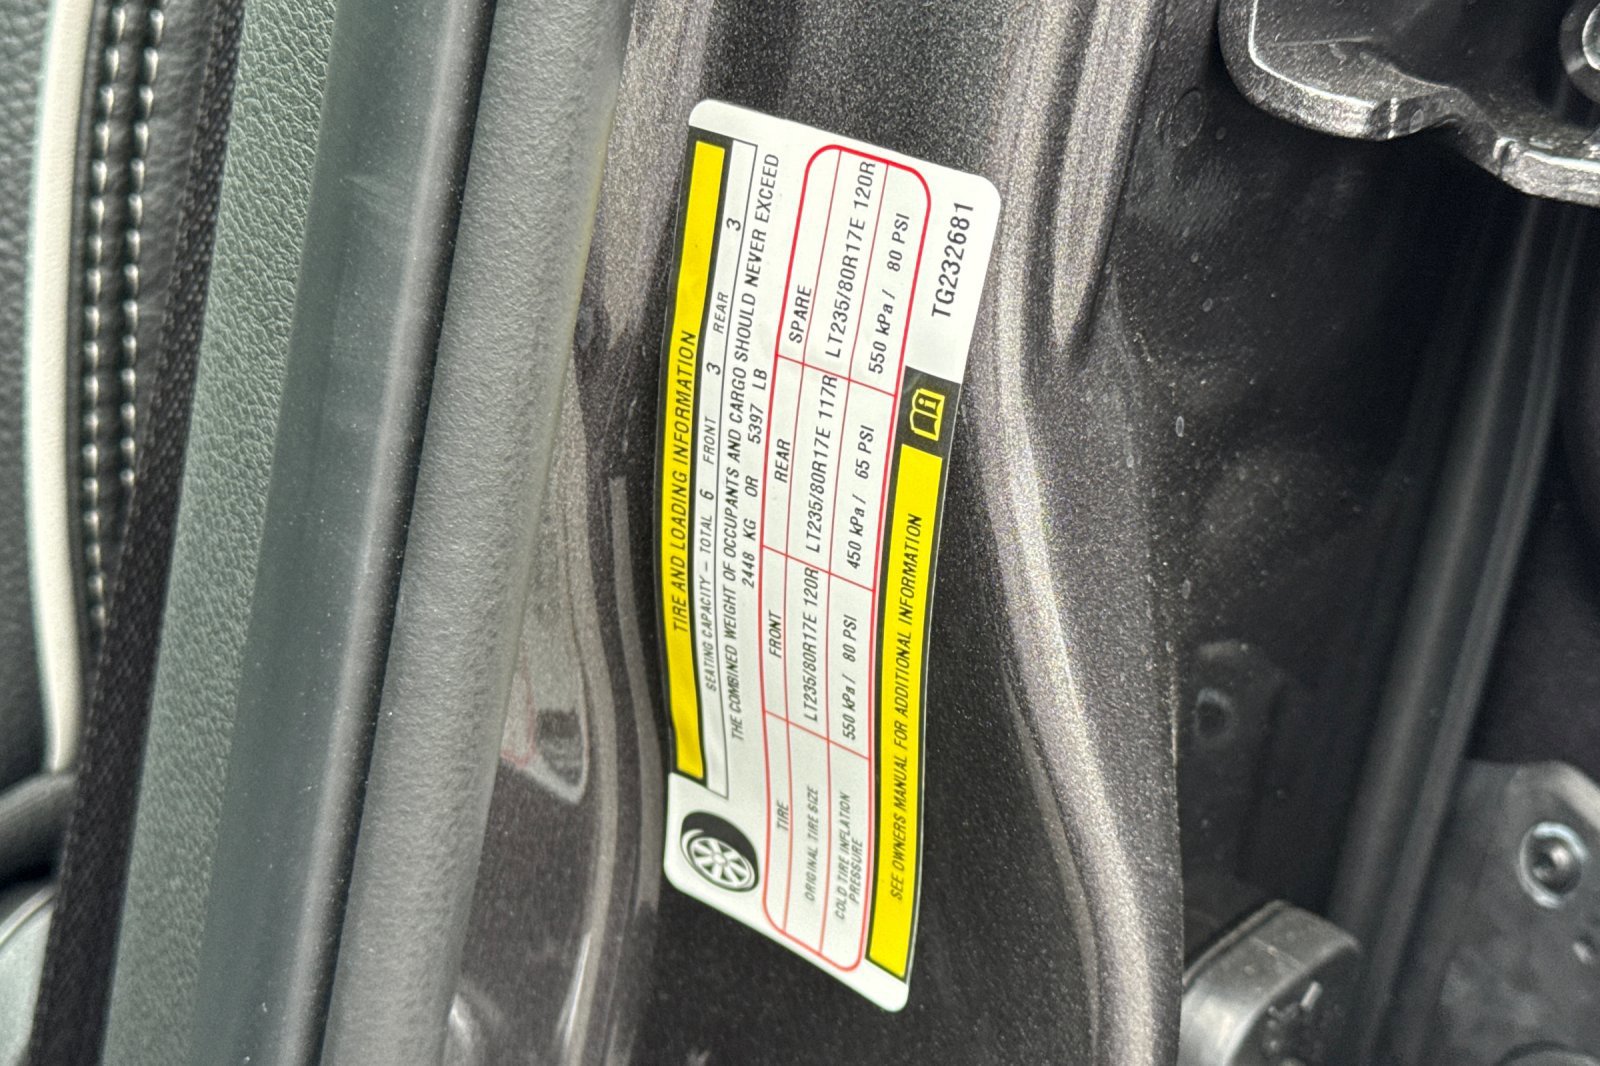 TIRE AND LOADING INFORMATION
SEATING CAPACITY – TOTAL 6 FRONT 3 REAR 3
THE COMBINED WEIGHT OF OCCUPANTS AND CARGO SHOULD NEVER EXCEED
2448 KG OR 5397 LB
TIRE FRONT REAR SPARE
ORIGINAL TIRE SIZE LT235/80R17E 120R LT235/80R17E 117R LT235/80R17E 120R
COLD TIRE INFLATION
PRESSURE 550 kPa / 80 PSI 450 kPa / 65 PSI 550 kPa / 80 PSI
SEE OWNERS MANUAL FOR ADDITIONAL INFORMATION
TG232681